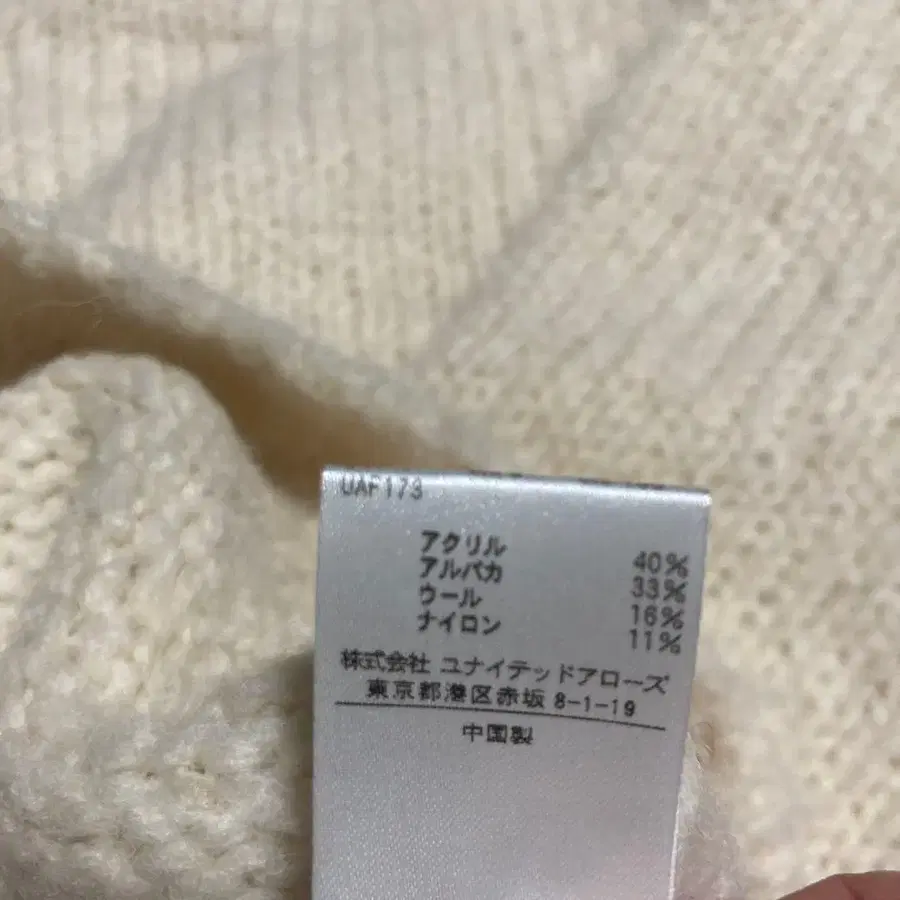 UAF173
アクリル 40%
アルパカ 33%
ウール 16%
ナイロン 11%
株式会社 ユナイテッドアローズ
東京都港区赤坂 8-1-19
中国製